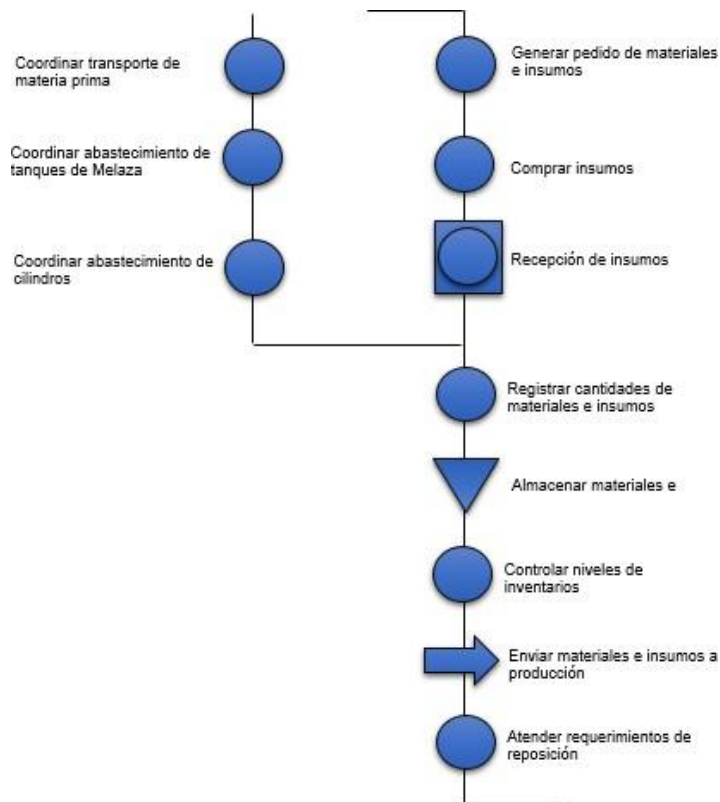 Coordinar transporte de
materia prima
Coordinar abastecimiento de
tanques de Melaza
Coordinar abastecimiento de
cilindros
Generar pedido de materiales
e insumos
Comprar insumos
Recepción de insumos
Registrar cantidades de
materiales e insumos
Almacenar materiales e
Controlar niveles de
inventarios
Enviar materiales e insumos a
producción
Atender requerimientos de
reposición